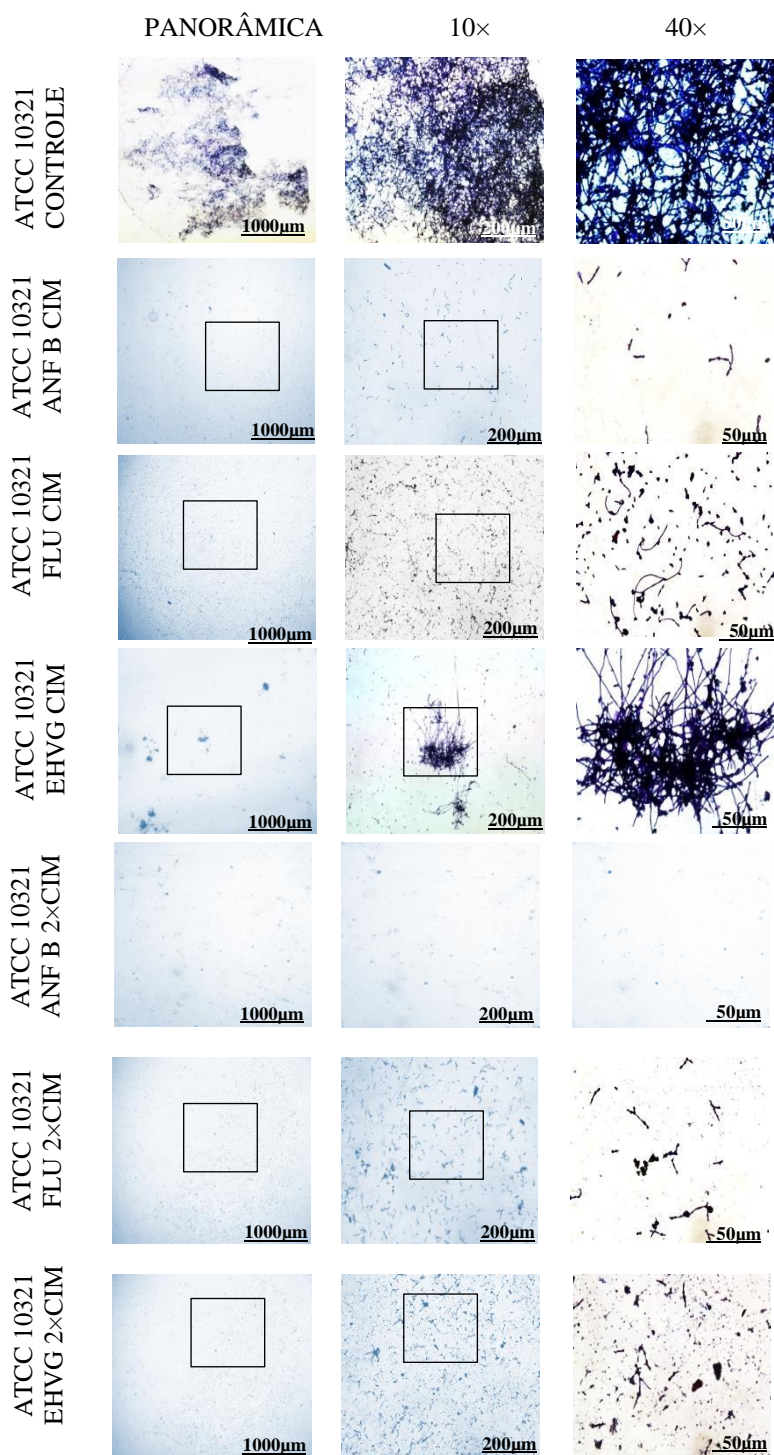 PANORÂMICA 10× 40×
ATCC 10321
CONTROLE
1000µm
200µm
ATCC 10321
ANF B CIM
1000µm
200µm
50µm
ATCC 10321
FLU CIM
1000µm
200µm
50µm
ATCC 10321
EHVG CIM
1000µm
200µm
50µm
ATCC 10321
ANF B 2×CIM
1000µm
200µm
50µm
ATCC 10321
FLU 2×CIM
1000µm
200µm
50µm
ATCC 10321
EHVG 2×CIM
1000µm
200µm
50µm